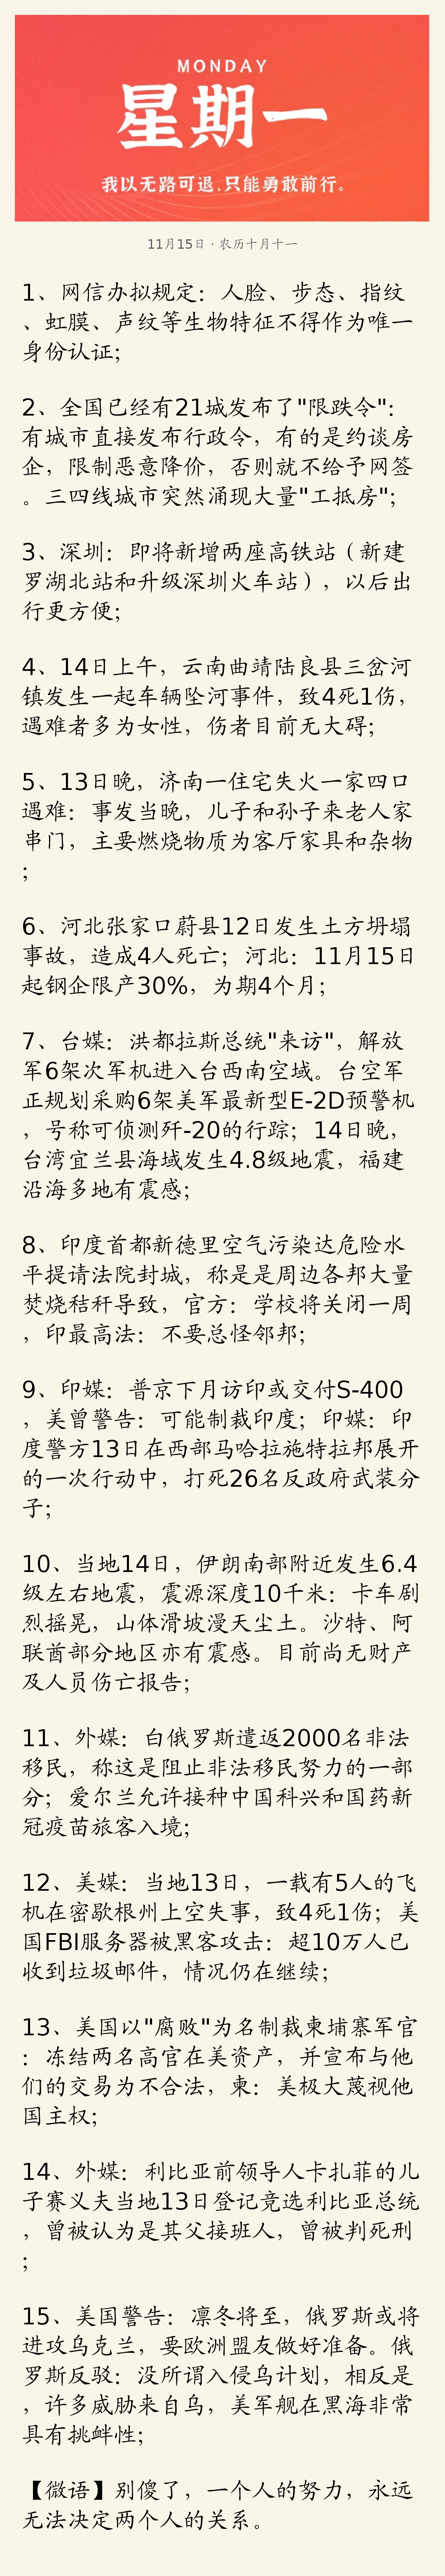 MONDAY
星期一
我以无路可退,只能勇敢前行。
11月15日·农历十月十一
1、网信办拟规定：人脸、步态、指纹
、虹膜、声纹等生物特征不得作为唯一
身份认证；
2、全国已经有21城发布了"限跌令"：
有城市直接发布行政令，有的是约谈房
企，限制恶意降价，否则就不给予网签
。三四线城市突然涌现大量"工抵房"；
3、深圳：即将新增两座高铁站（新建
罗湖北站和升级深圳火车站），以后出
行更方便；
4、14日上午，云南曲靖陆良县三岔河
镇发生一起车辆坠河事件，致4死1伤，
遇难者多为女性，伤者目前无大碍；
5、13日晚，济南一住宅失火一家四口
遇难：事发当晚，儿子和孙子来老人家
串门，主要燃烧物质为客厅家具和杂物
；
6、河北张家口蔚县12日发生土方坍塌
事故，造成4人死亡；河北：11月15日
起钢企限产30%，为期4个月；
7、台媒：洪都拉斯总统"来访"，解放
军6架次军机进入台西南空域。台空军
正规划采购6架美军最新型E-2D预警机
，号称可侦测歼-20的行踪；14日晚，
台湾宜兰县海域发生4.8级地震，福建
沿海多地有震感；
8、印度首都新德里空气污染达危险水
平提请法院封城，称是是周边各邦大量
焚烧秸秆导致，官方：学校将关闭一周
，印最高法：不要总怪邻邦；
9、印媒：普京下月访印或交付S-400
，美曾警告：可能制裁印度；印媒：印
度警方13日在西部马哈拉施特拉邦展开
的一次行动中，打死26名反政府武装分
子；
10、当地14日，伊朗南部附近发生6.4
级左右地震，震源深度10千米：卡车剧
烈摇晃，山体滑坡漫天尘土。沙特、阿
联酋部分地区亦有震感。目前尚无财产
及人员伤亡报告；
11、外媒：白俄罗斯遣返2000名非法
移民，称这是阻止非法移民努力的一部
分；爱尔兰允许接种中国科兴和国药新
冠疫苗旅客入境；
12、美媒：当地13日，一载有5人的飞
机在密歇根州上空失事，致4死1伤；美
国FBI服务器被黑客攻击：超10万人已
收到垃圾邮件，情况仍在继续；
13、美国以"腐败"为名制裁柬埔寨军官
：冻结两名高官在美资产，并宣布与他
们的交易为不合法，柬：美极大蔑视他
国主权；
14、外媒：利比亚前领导人卡扎菲的儿
子赛义夫当地13日登记竞选利比亚总统
，曾被认为是其父接班人，曾被判死刑
；
15、美国警告：凛冬将至，俄罗斯或将
进攻乌克兰，要欧洲盟友做好准备。俄
罗斯反驳：没所谓入侵乌计划，相反是
，许多威胁来自乌，美军舰在黑海非常
具有挑衅性；
【微语】别傻了，一个人的努力，永远
无法决定两个人的关系。